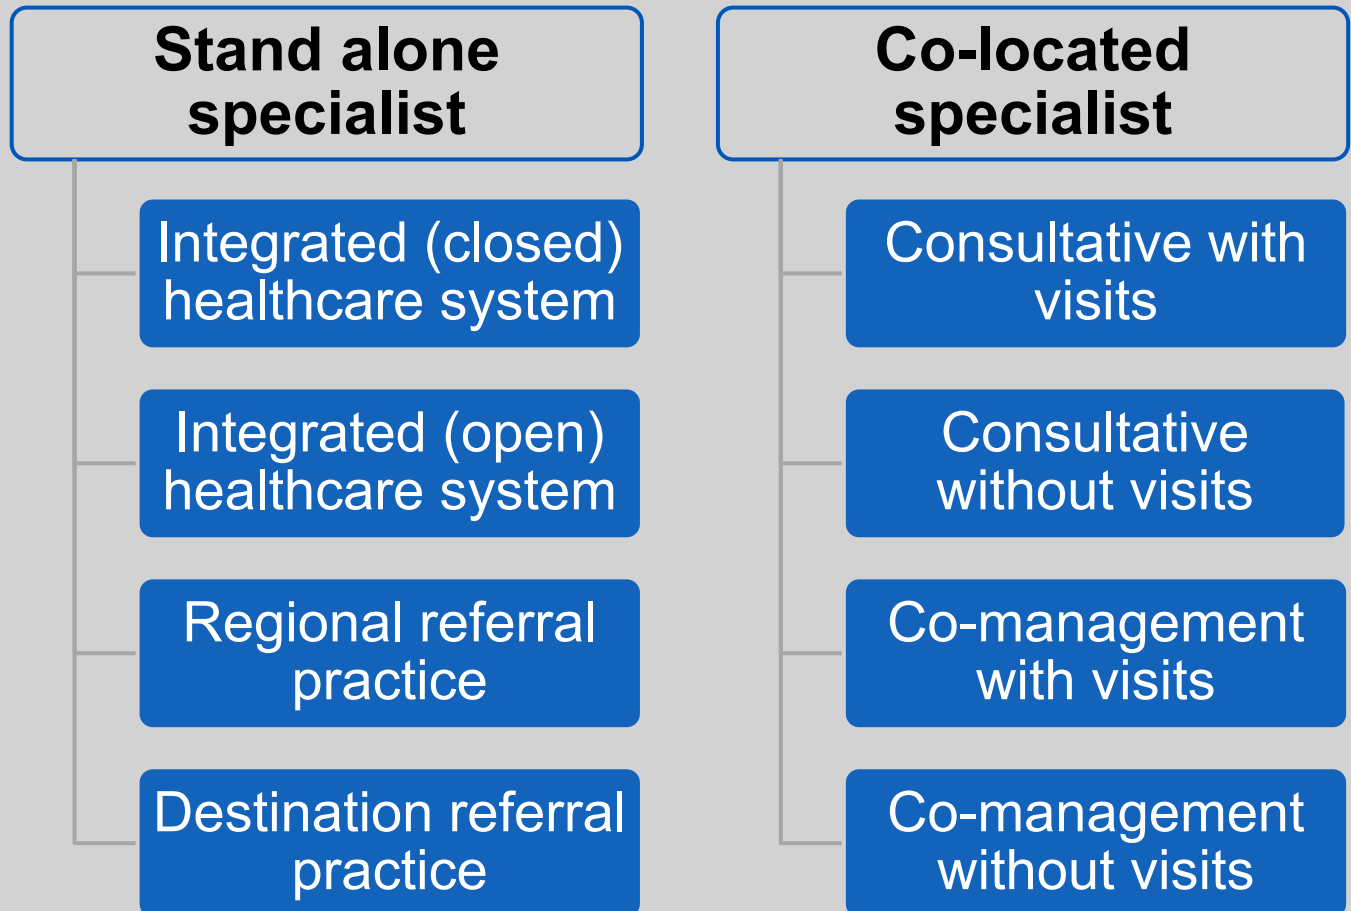 Stand alone
specialist
Integrated (closed)
healthcare system
Integrated (open)
healthcare system
Regional referral
practice
Destination referral
practice
Co-located
specialist
Consultative with
visits
Consultative
without visits
Co-management
with visits
Co-management
without visits